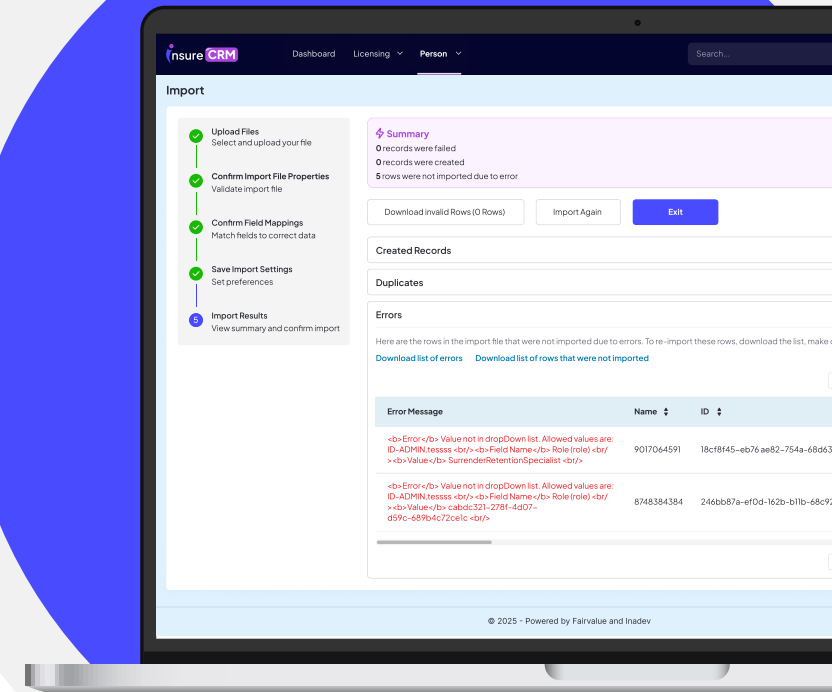 insure CRM
Dashboard Licensing Person
Search...
Import
Upload Files
Select and upload your file
Confirm Import File Properties
Validate import file
Confirm Field Mappings
Match fields to correct data
Save Import Settings
Set preferences
5 Import Results
View summary and confirm import
Summary
0 records were failed
0 records were created
5 rows were not imported due to error
Download invalid Rows (0 Rows) Import Again Exit
Created Records
Duplicates
Errors
Here are the rows in the import file that were not imported due to errors. To re-import these rows, download the list, make
Download list of errors Download list of rows that were not imported
Error Message Name ID
<b>Error</b> Value not in dropDown list. Allowed values are:
ID-ADMIN,tessss <br/><b>Field Name</b> Role (role) <br/
><b>Value</b> SurrenderRetentionSpecialist <br/>
9017064591 18cf8f45-eb76 ae82-754a-68d63
<b>Error</b> Value not in dropDown list. Allowed values are:
ID-ADMIN,tessss <br/><b>Field Name</b> Role (role) <br/
><b>Value</b> cabdc321-278f-4d07-
d59c-689b4c72ce1c <br/>
8748384384 246bb87a-ef0d-162b-b11b-68c92
© 2025 - Powered by Fairvalue and Inadev